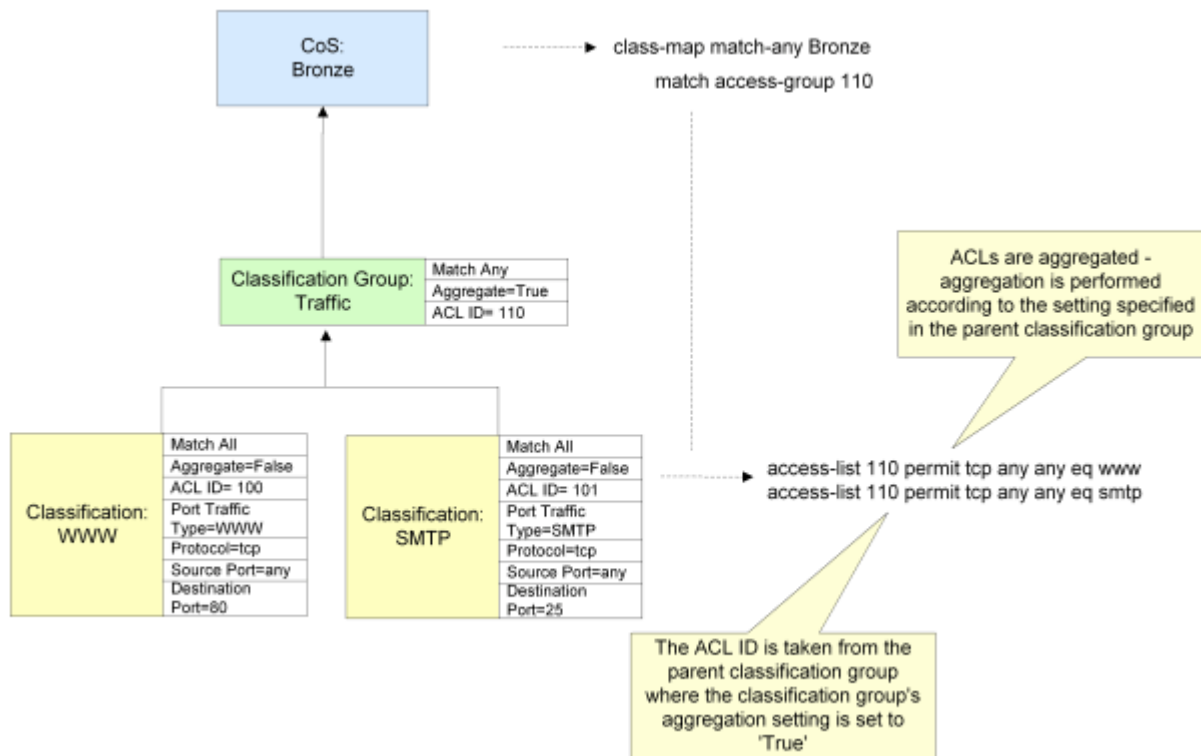 CoS:
Bronze
class-map match-any Bronze
match access-group 110
Classification Group:
Traffic
Match Any
Aggregate=True
ACL ID= 110
ACLs are aggregated -
aggregation is performed
according to the setting specified
in the parent classification group
Classification:
WWW
Match All
Aggregate=False
ACL ID= 100
Port Traffic
Type=WWW
Protocol=tcp
Source Port=any
Destination
Port=80
Classification:
SMTP
Match All
Aggregate=False
ACL ID= 101
Port Traffic
Type=SMTP
Protocol=tcp
Source Port=any
Destination
Port=25
access-list 110 permit tcp any any eq www
access-list 110 permit tcp any any eq smtp
The ACL ID is taken from the
parent classification group
where the classification group's
aggregation setting is set to
'True'